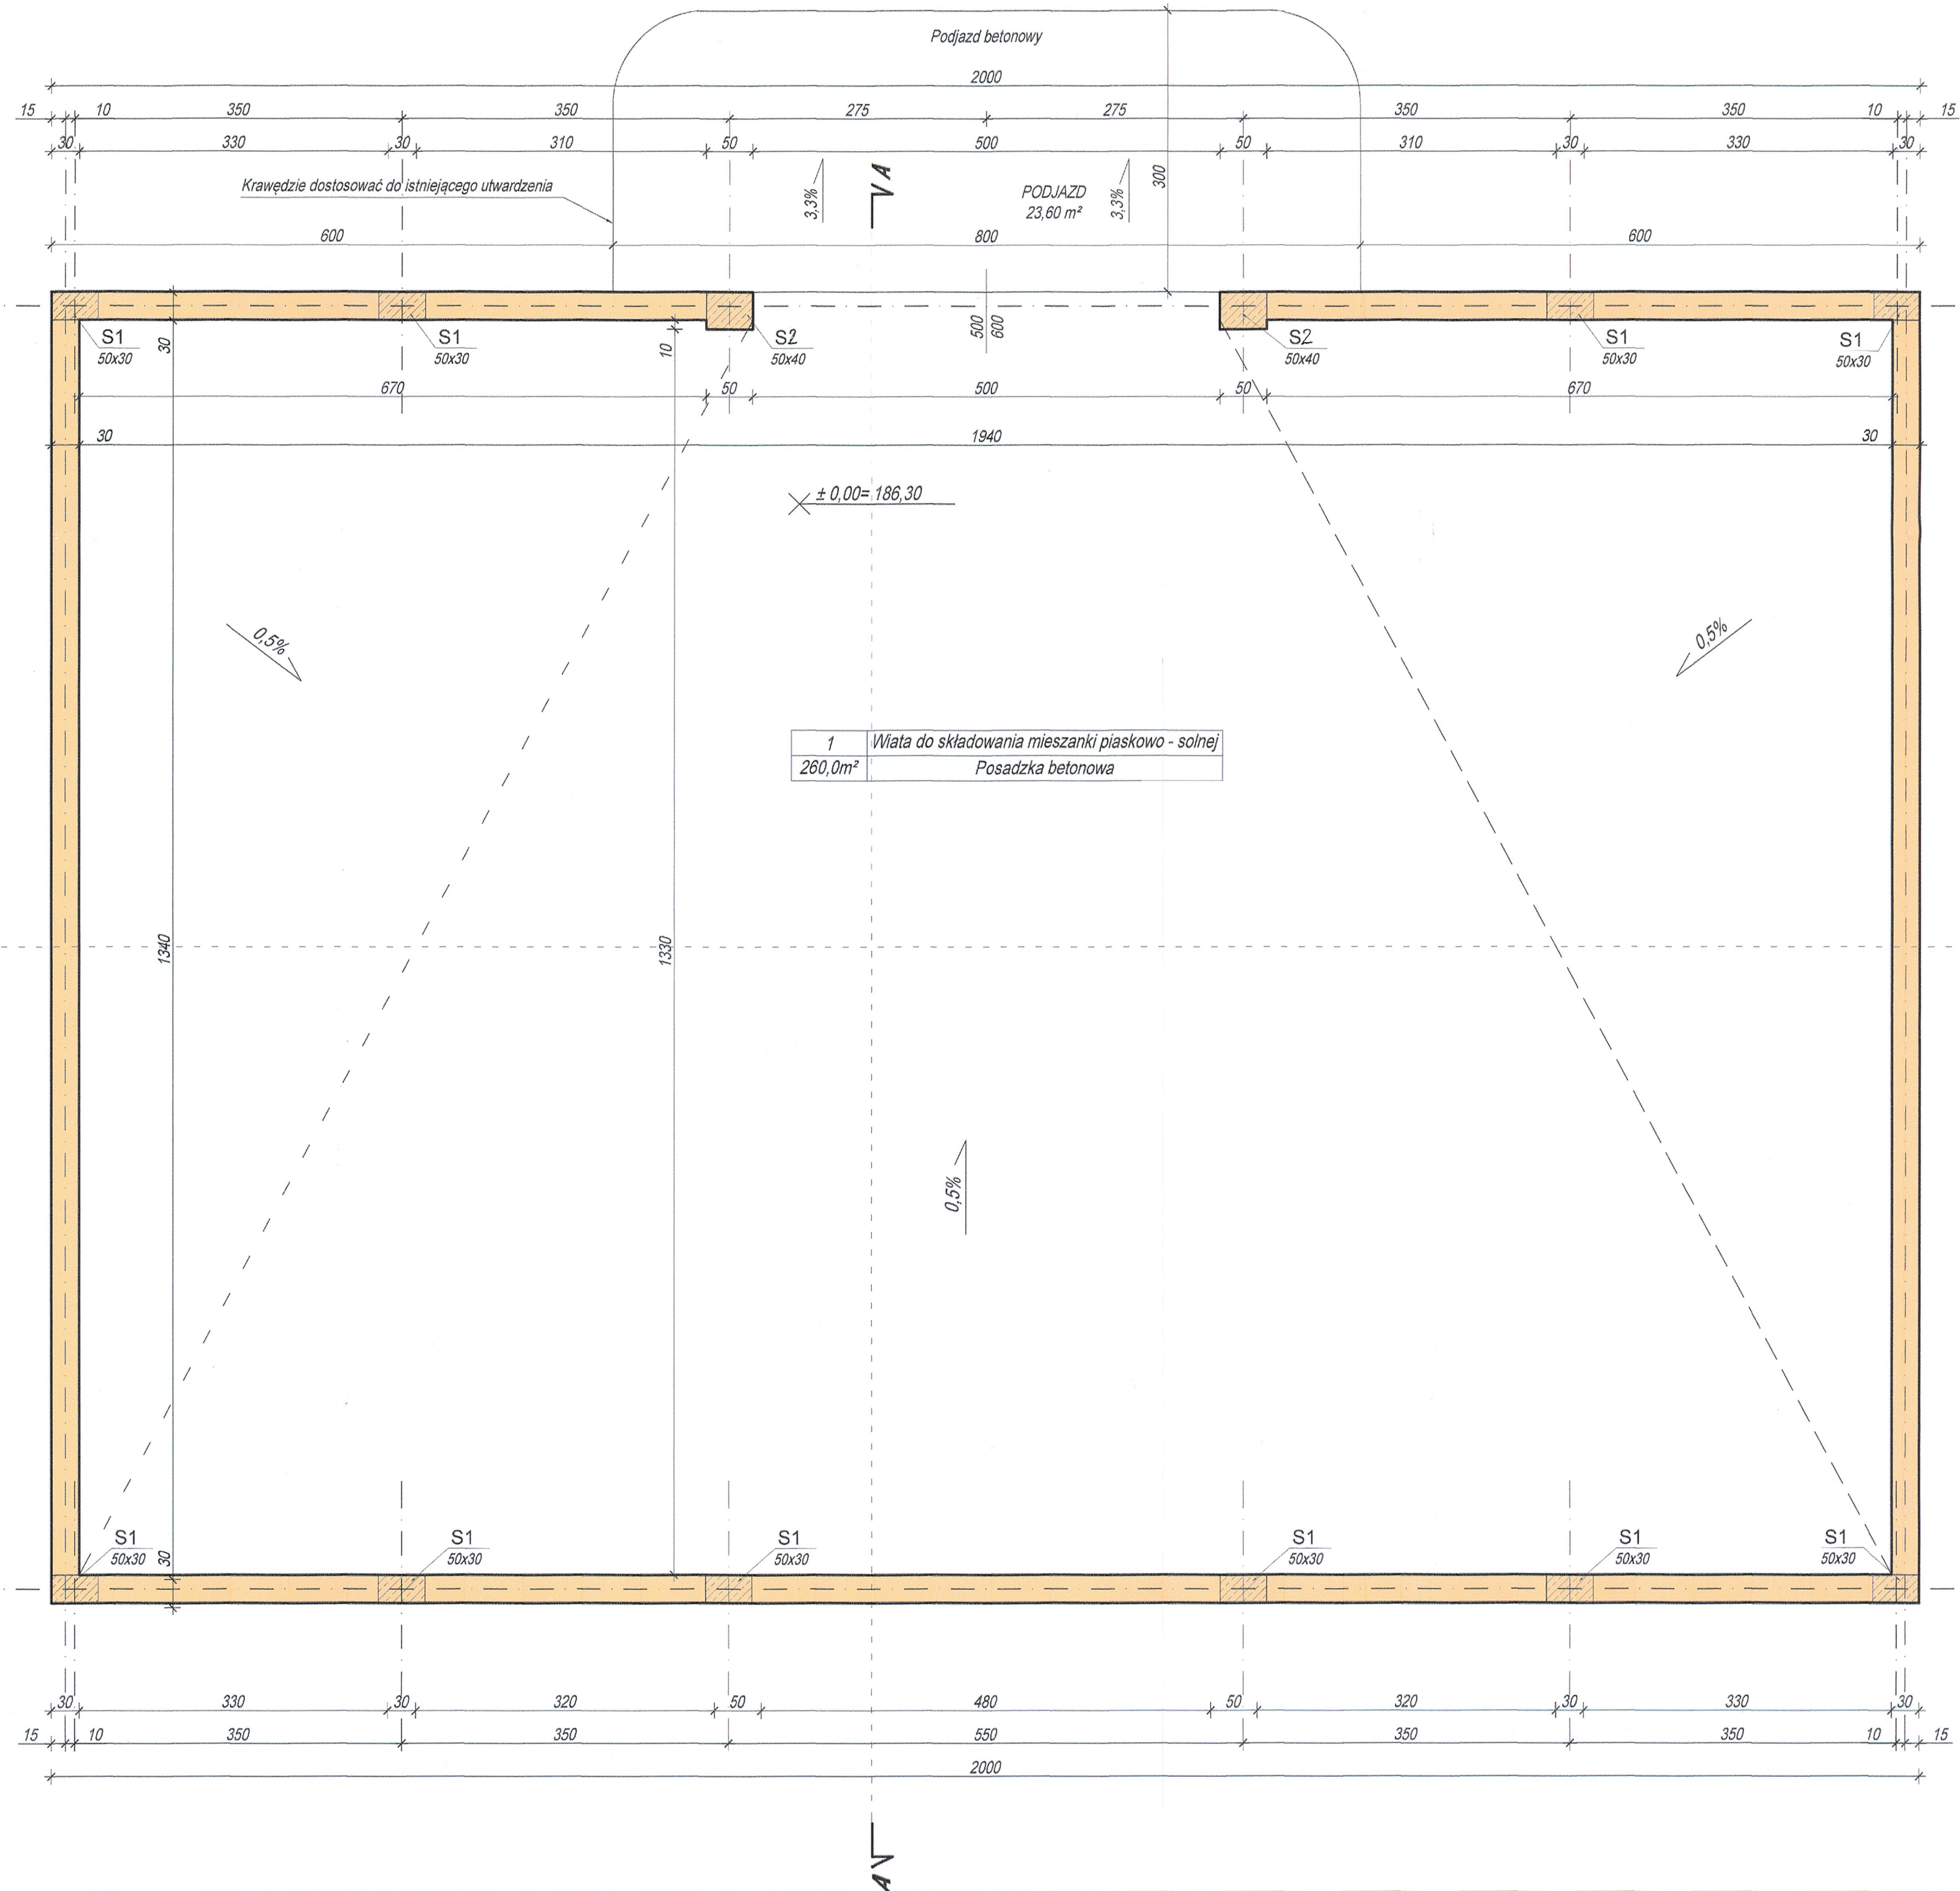 Podjazd betonowy
2000
15 10 350 350 275 275 350 350 10 15
30 330 30 310 50 500 50 310 30 330 30
300
Krawędzie dostosować do istniejącego utwardzenia
3,3%
A
PODJAZD
23,60 m²
3,3%
600 800 600
500
600
S1
50x30
30
S1
50x30
10
S2
50x40
S2
50x40
S1
50x30
S1
50x30
670 50 500 50 670
30 1940 30
± 0,00= 186,30
0,5%
0,5%
1 Wiata do składowania mieszanki piaskowo - solnej
260,0m² Posadzka betonowa
1340
1330
0,5%
S1
50x30
30
S1
50x30
S1
50x30
S1
50x30
S1
50x30
S1
50x30
30 330 30 320 50 480 50 320 30 330 30
15 10 350 350 550 350 350 10 15
2000
A